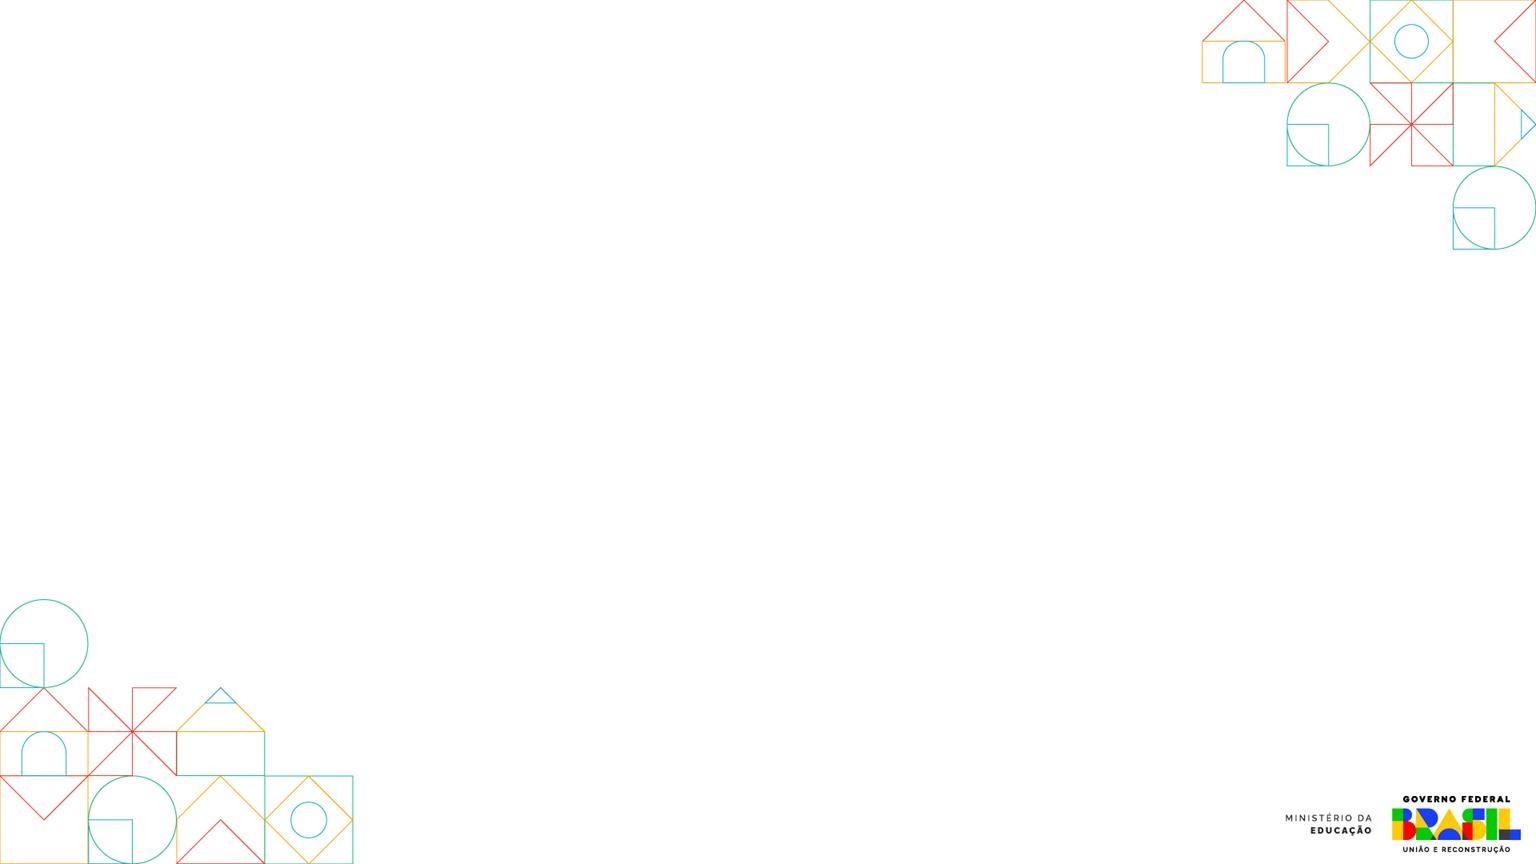 MINISTÉRIO DA
EDUCAÇÃO
GOVERNO FEDERAL
BRASIL
UNIÃO E RECONSTRUÇÃO